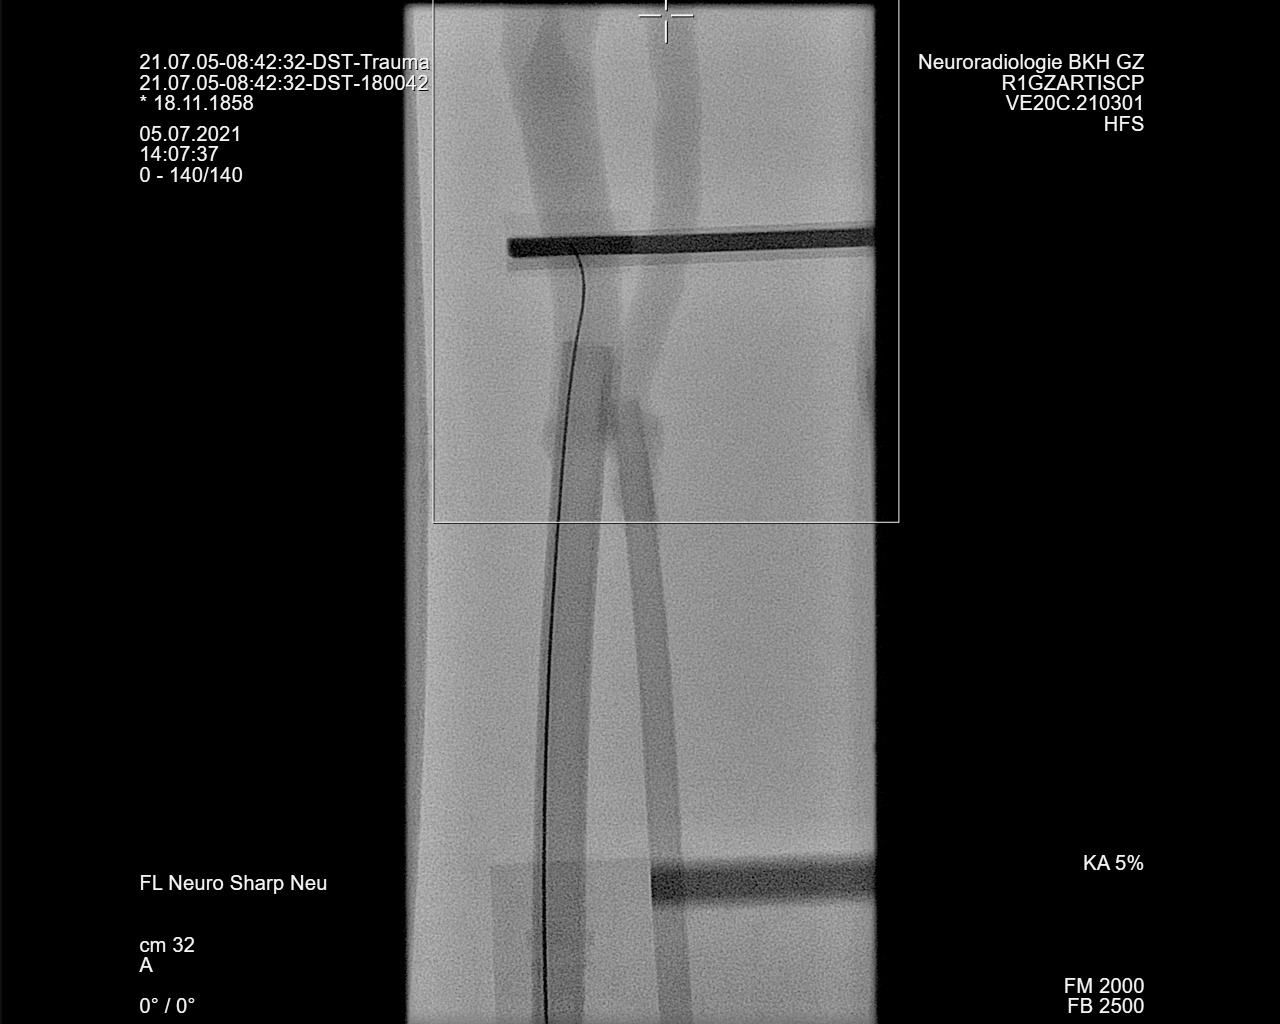 21.07.05-08:42:32-DST-Trauma
21.07.05-08:42:32-DST-180042
* 18.11.1858
05.07.2021
14:07:37
0 - 140/140
Neuroradiologie BKH GZ
R1GZARTISCP
VE20C.210301
HFS
FL Neuro Sharp Neu
cm 32
A
0° / 0°
KA 5%
FM 2000
FB 2500